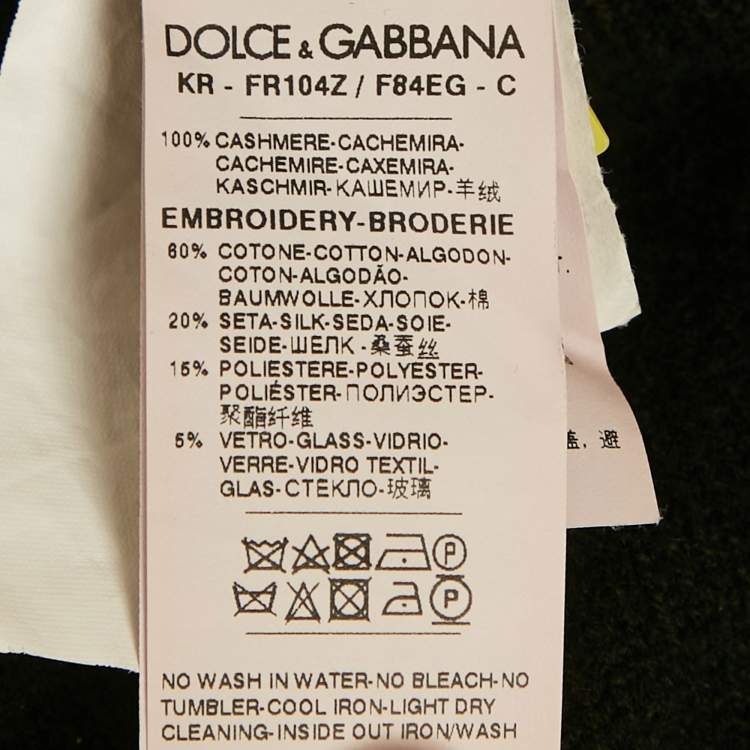 DOLCE & GABBANA
KR - FR104Z / F84EG - C
100% CASHMERE-CACHEMIRA-
CACHEMIRE-CAXEMIRA-
KASCHMIR-КАШЕМИР-羊绒
EMBROIDERY-BRODERIE
60% COTONE-COTTON-ALGODON-
COTON-ALGODÃO-
BAUMWOLLE-ХЛОПОК-棉
20% SETA-SILK-SEDA-SOIE-
SEIDE-ШЕЛК -桑蚕丝
15% POLIESTERE-POLYESTER-
POLIÉSTER-ПОЛИЭСТЕР-
聚酯纤维
5% VETRO-GLASS-VIDRIO-
VERRE-VIDRO TEXTIL-
GLAS-СТЕКЛО-玻璃
P
P
NO WASH IN WATER-NO BLEACH-NO
TUMBLER-COOL IRON-LIGHT DRY
CLEANING-INSIDE OUT IRON/WASH
盖, 避